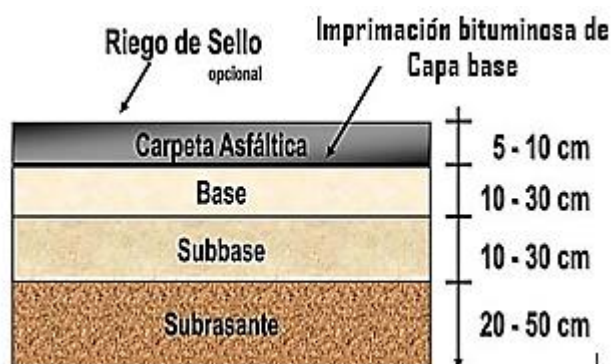 Riego de Sello
opcional
Imprimación bituminosa de
Capa base
Carpeta Asfáltica
5 - 10 cm
Base
10 - 30 cm
Subbase
10 - 30 cm
Subrasante
20 - 50 cm